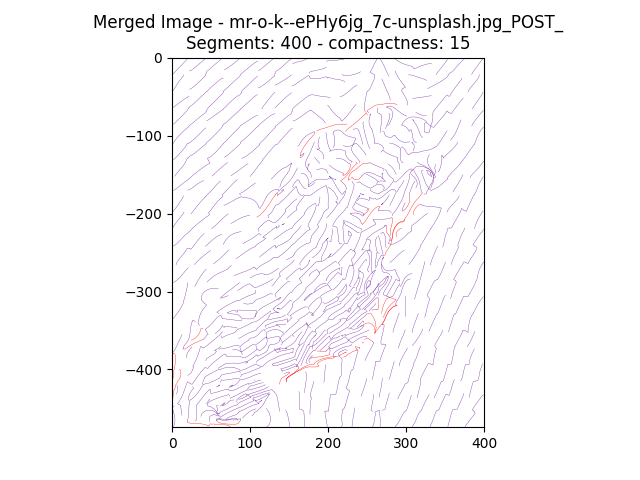 Merged Image - mr-o-k--ePHy6jg_7c-unsplash.jpg_POST_
Segments: 400 - compactness: 15
0
−100
−200
−300
−400
0 100 200 300 400